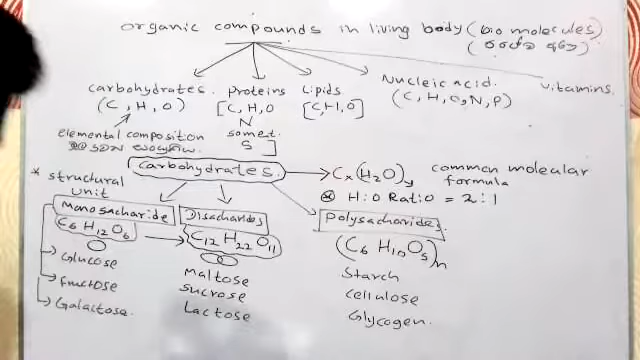 organic compounds in living body (bio molecules)
carbohydrates. proteins Lipids Nucleic acid. vitamins.
(C, H, O) [C, H, O [C, H, O] (C, H, O, N, P)
N
elemental composition somest.
S ]
carbohydrates. → Cx(H2O)y common molecular formula
* structural unit
⊗ H:O Ratio = 2:1
Monosacharide Disacharides Polysacharides.
C6 H12 O6 → C12 H22 O11 (C6 H10 O5)n
Glucose Maltose Starch
fructose Sucrose cellulose
Galactose. Lactose Glycogen.